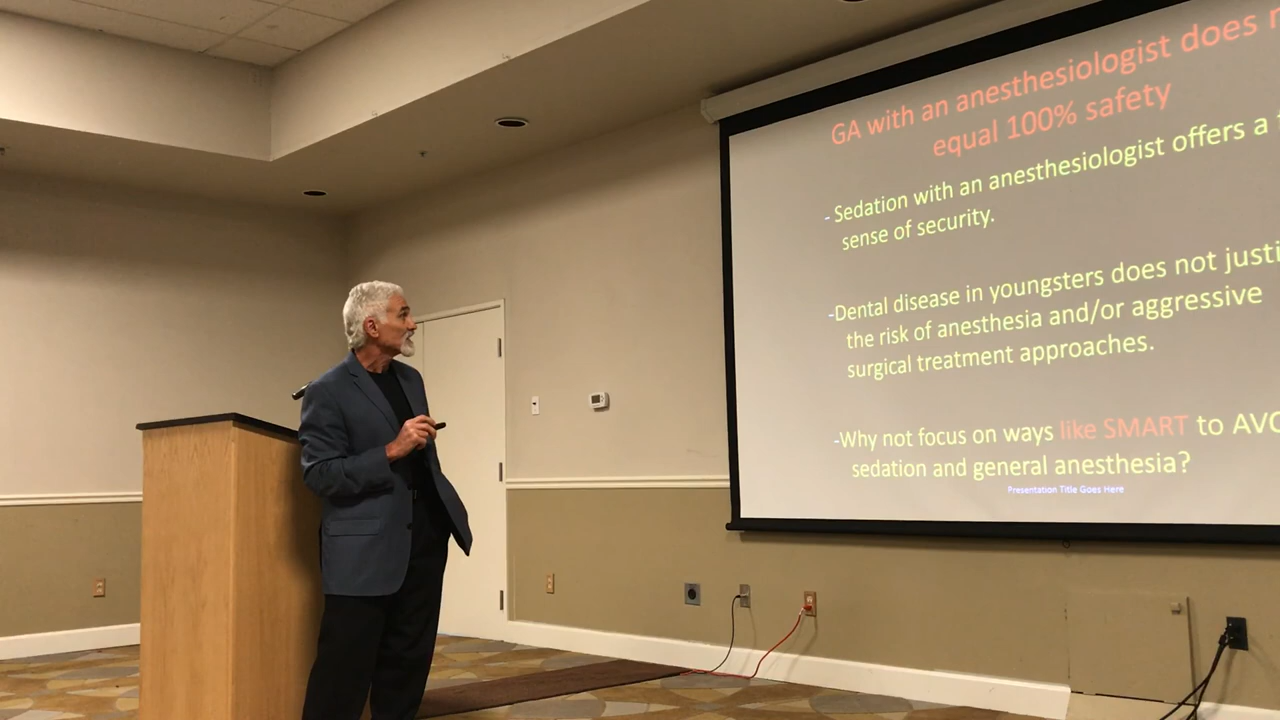 GA with an anesthesiologist does
equal 100% safety
- Sedation with an anesthesiologist offers a
sense of security.
-Dental disease in youngsters does not
the risk of anesthesia and/or aggressive
surgical treatment approaches.
-Why not focus on ways like SMART to
sedation and general anesthesia?
Presentation Title Goes Here